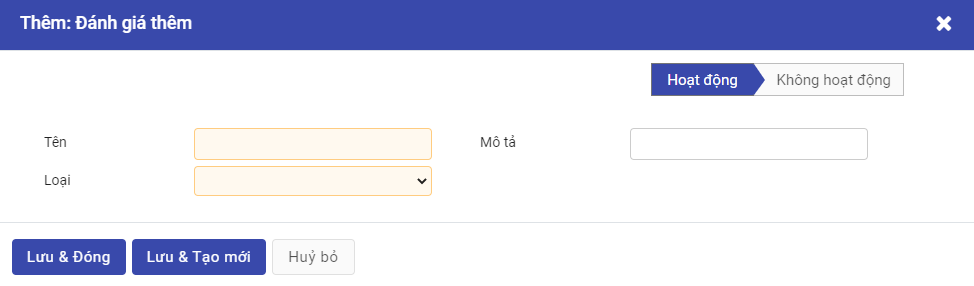 Thêm: Đánh giá thêm
Hoạt động
Không hoạt động
Tên
Mô tả
Loại
Lưu & Đóng
Lưu & Tạo mới
Huỷ bỏ